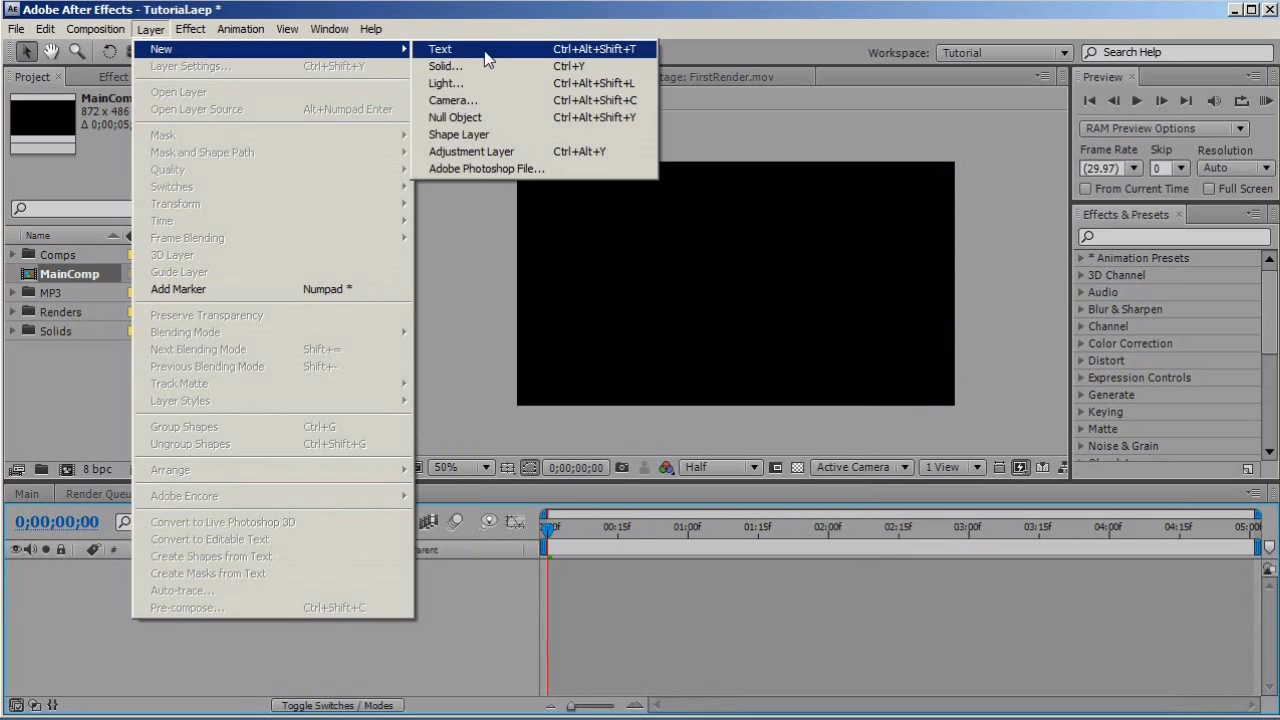 Adobe After Effects - Tutorial.aep *
File Edit Composition Layer Effect Animation View Window Help
Workspace: Tutorial Search Help
Project
MainComp
872 x 486
Δ 0;00;05;
Name
Comps
MainComp
MP3
Renders
Solids
8 bpc
New
Layer Settings... Ctrl+Shift+Y
Open Layer
Open Layer Source Alt+Numpad Enter
Mask
Mask and Shape Path
Quality
Switches
Transform
Time
Frame Blending
3D Layer
Guide Layer
Add Marker Numpad *
Preserve Transparency
Blending Mode
Next Blending Mode Shift+=
Previous Blending Mode Shift+-
Track Matte
Layer Styles
Group Shapes Ctrl+G
Ungroup Shapes Ctrl+Shift+G
Arrange
Adobe Encore
Convert to Live Photoshop 3D
Convert to Editable Text
Create Shapes from Text
Create Masks from Text
Auto-trace...
Pre-compose... Ctrl+Shift+C
Text Ctrl+Alt+Shift+T
Solid... Ctrl+Y
Light... Ctrl+Alt+Shift+L
Camera... Ctrl+Alt+Shift+C
Null Object Ctrl+Alt+Shift+Y
Shape Layer
Adjustment Layer Ctrl+Alt+Y
Adobe Photoshop File...
tage: FirstRender.mov
50% 0;00;00;00 Half Active Camera 1 View
Preview
RAM Preview Options
Frame Rate Skip Resolution
(29.97) 0 Auto
From Current Time Full Screen
Effects & Presets
* Animation Presets
3D Channel
Audio
Blur & Sharpen
Channel
Color Correction
Distort
Expression Controls
Generate
Keying
Matte
Noise & Grain
Main Render Queu
0;00;00;00
#
arent
00f 00:15f 01:00f 01:15f 02:00f 02:15f 03:00f 03:15f 04:00f 04:15f 05:00f
Toggle Switches / Modes